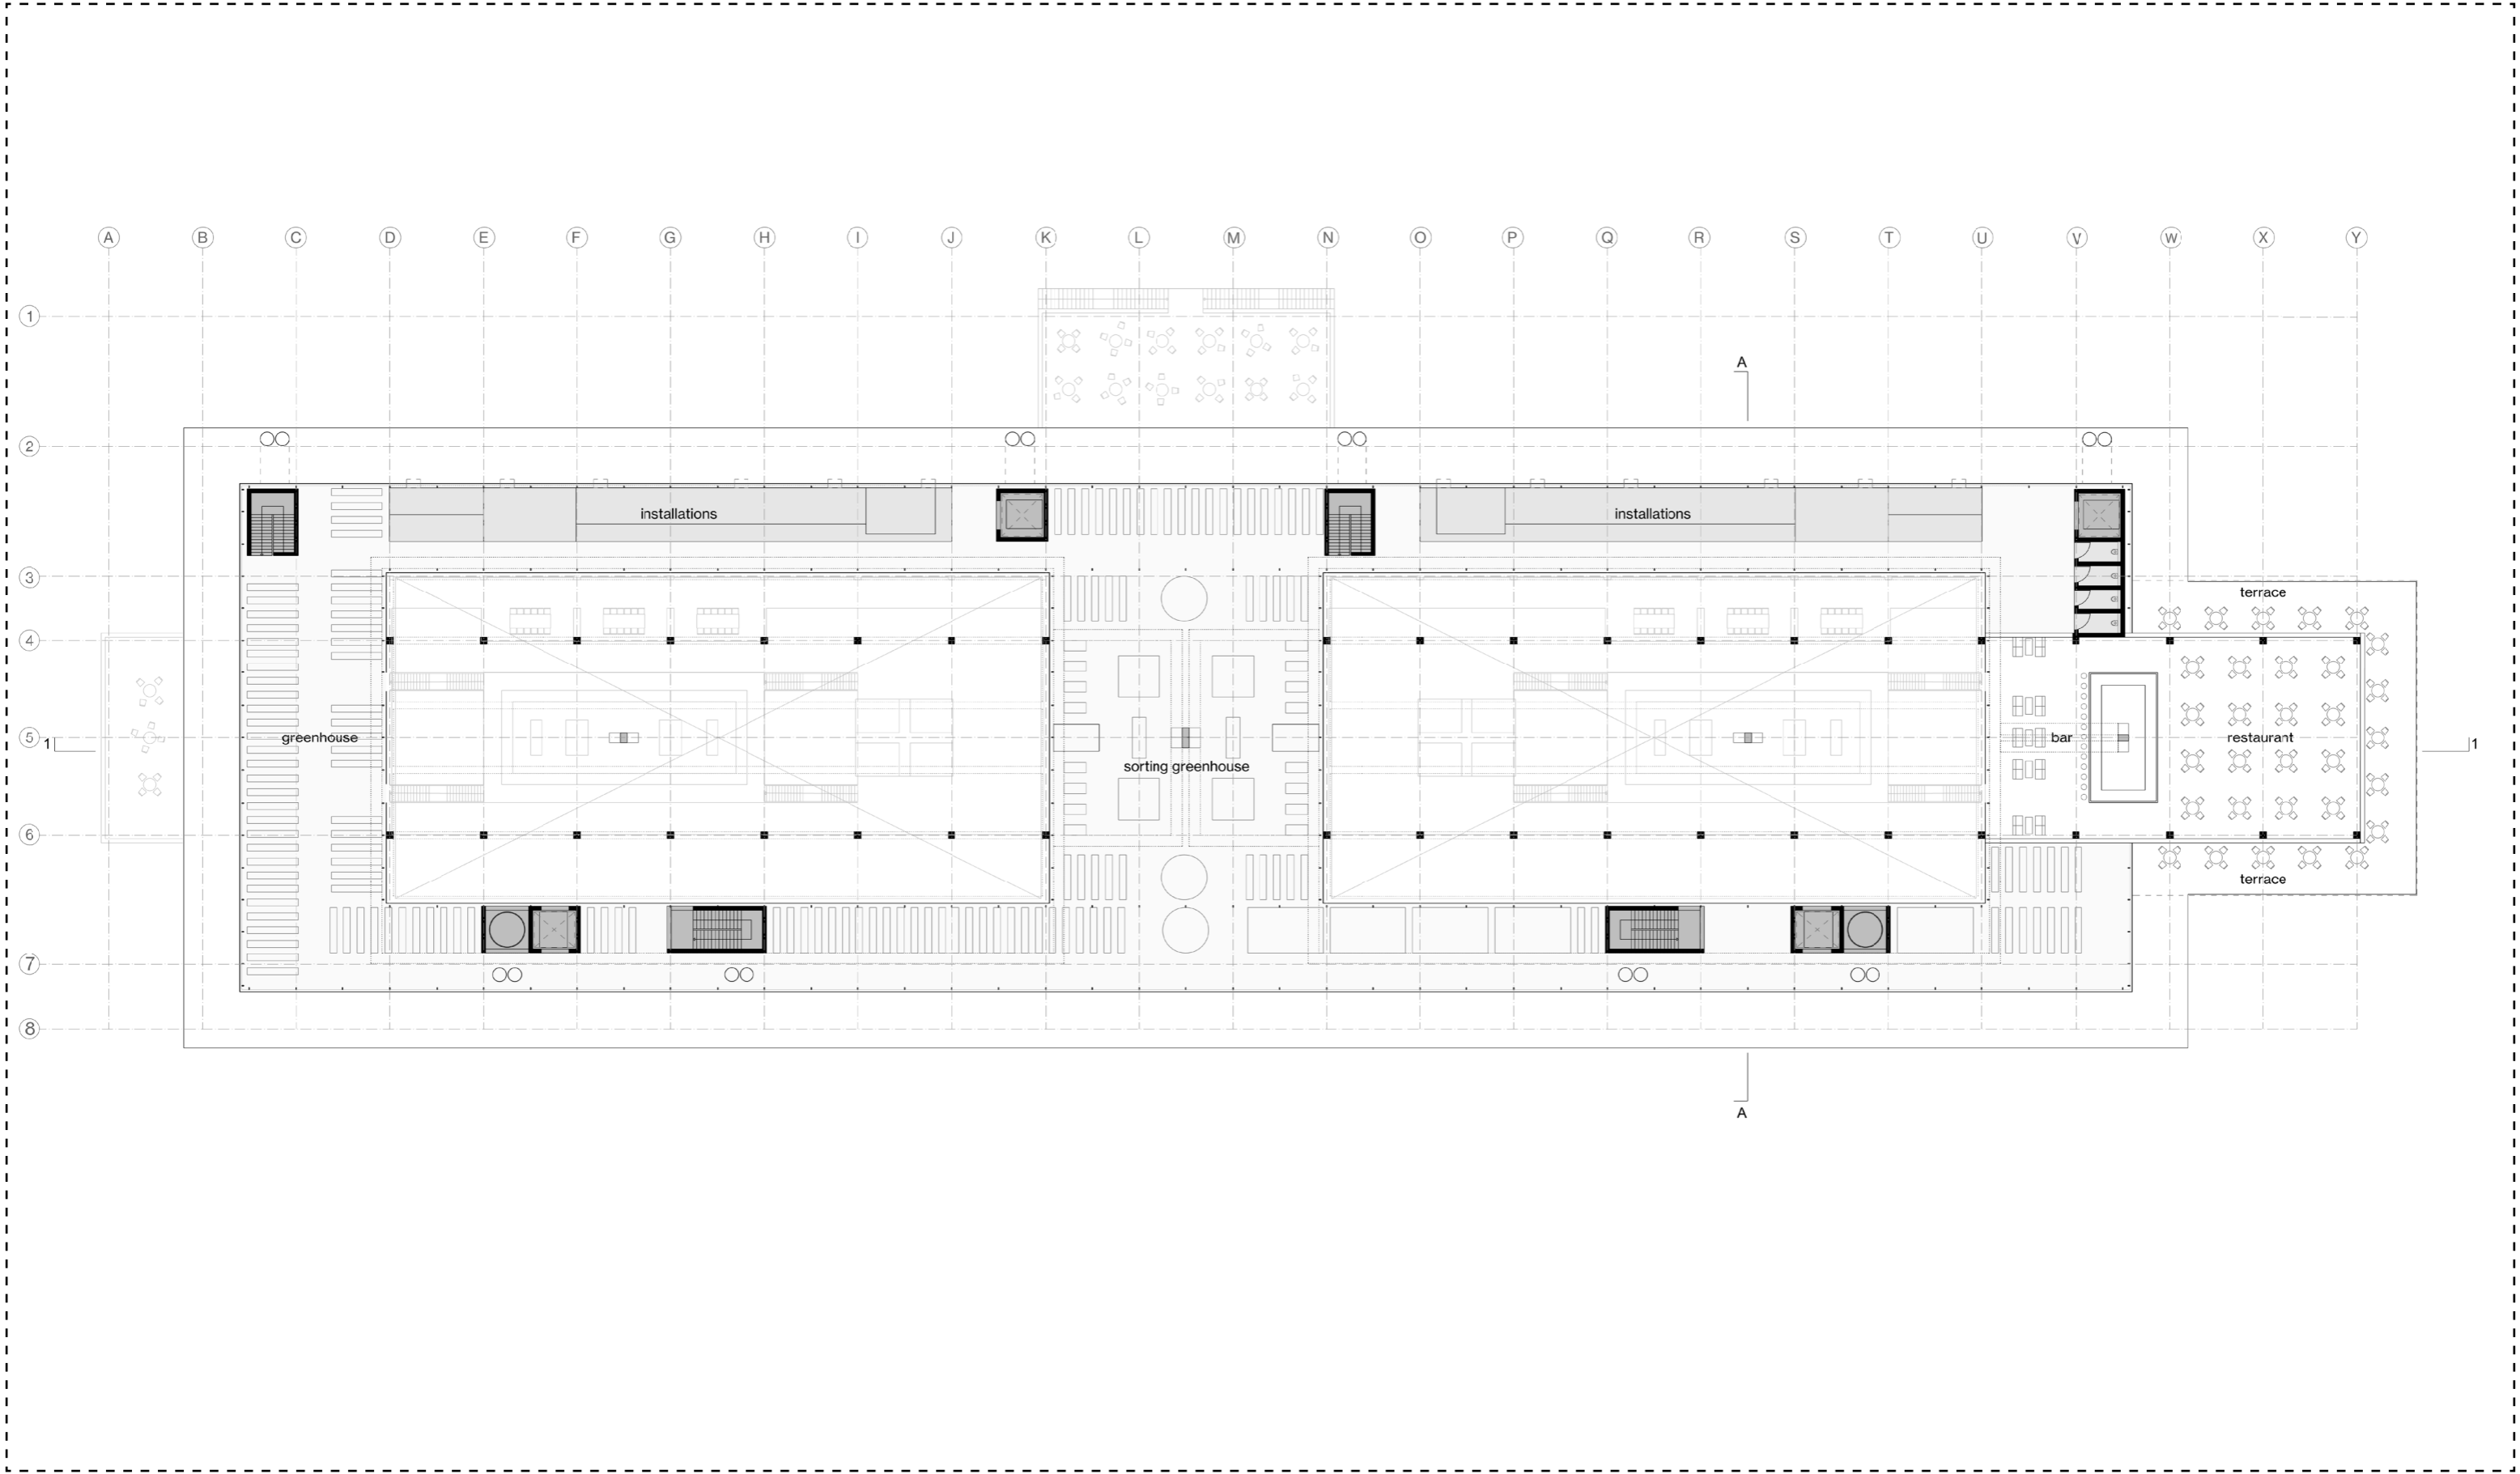 A B C D E F G H I J K L M N O P Q R S T U V W X Y
1
A
2
installations
installations
3
terrace
4
5
1
greenhouse
bar
restaurant
1
sorting greenhouse
6
terrace
7
8
A